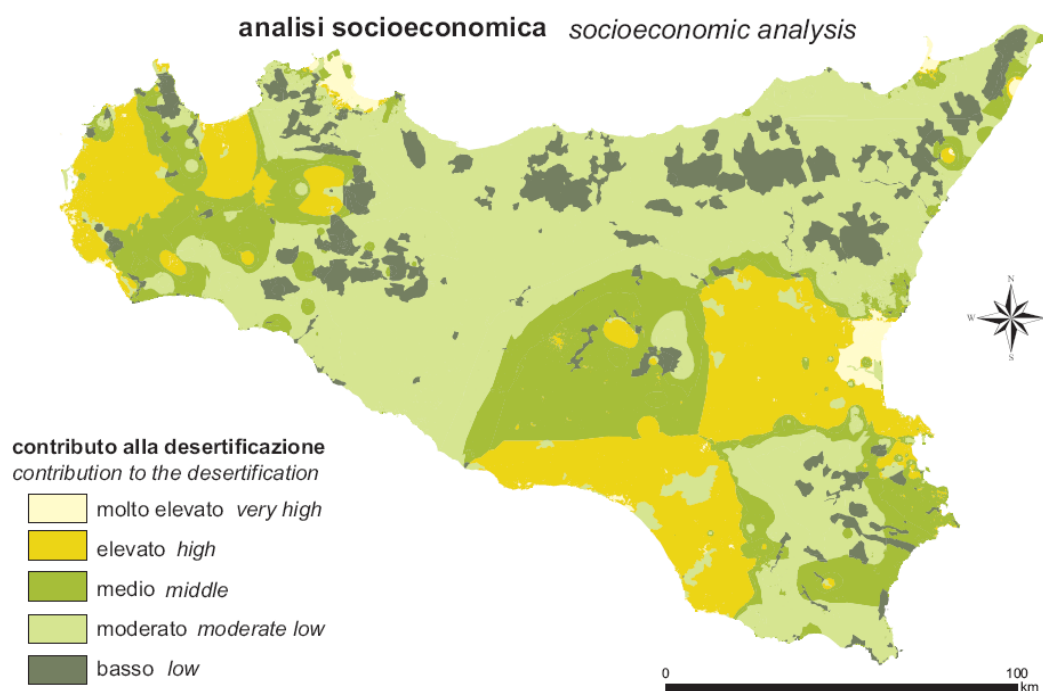 analisi socioeconomica socioeconomic analysis
N
W
S
contributo alla desertificazione
contribution to the desertification
molto elevato very high
elevato high
medio middle
moderato moderate low
basso low
0 100
km